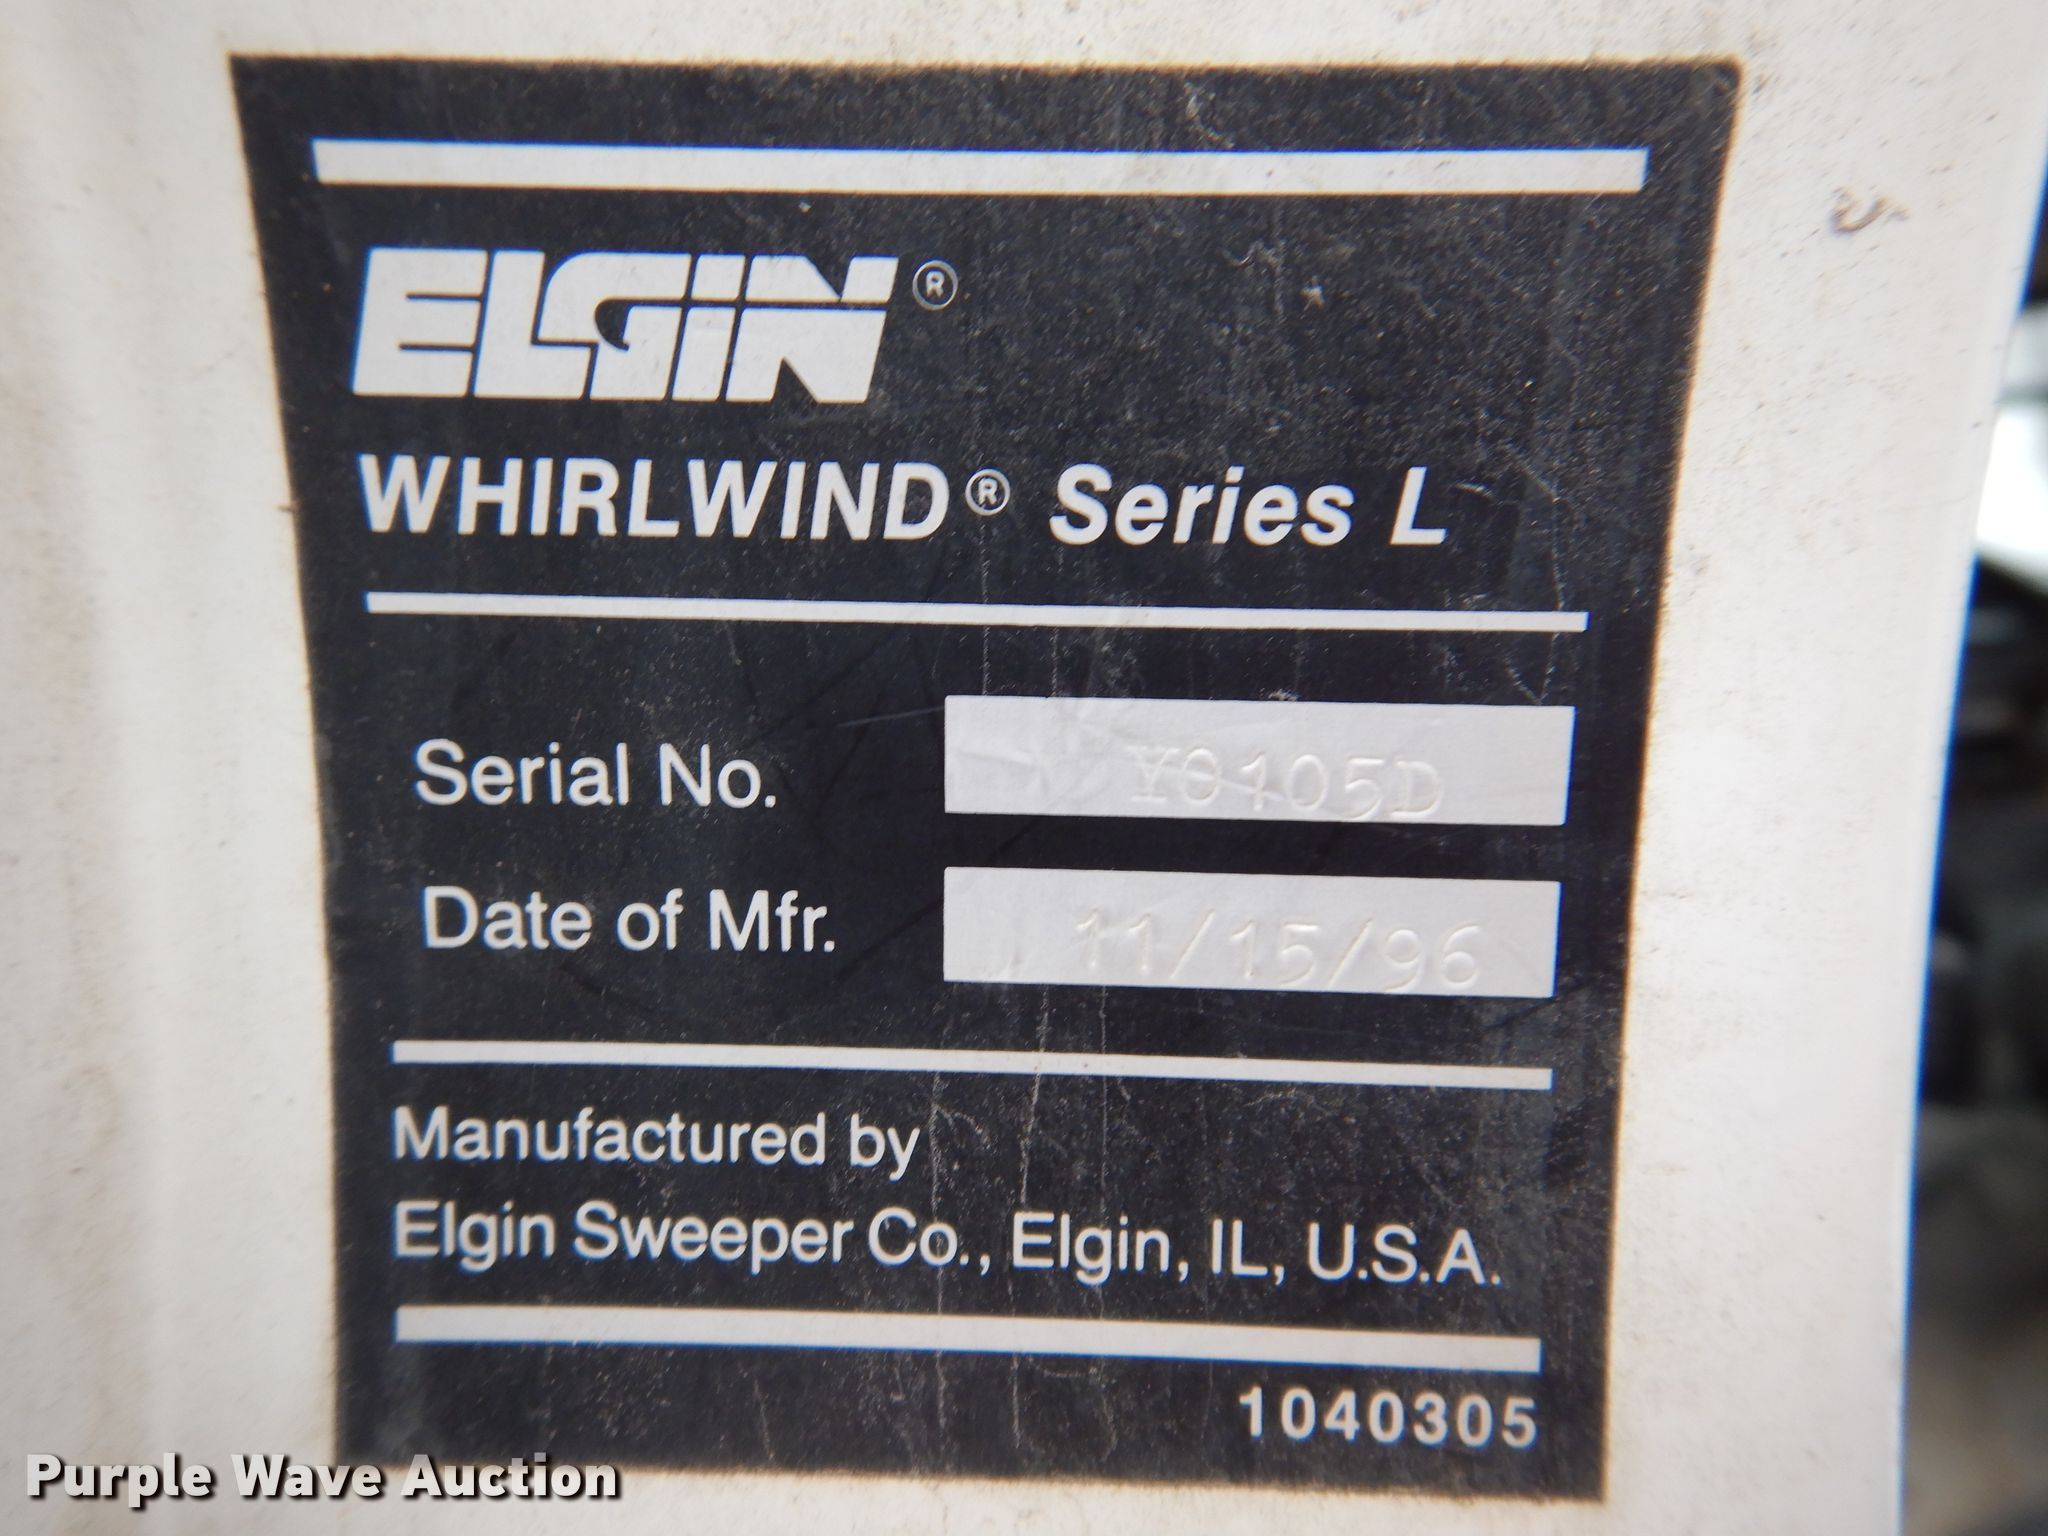 ELGIN®
WHIRLWIND® Series L
Serial No. Y0105D
Date of Mfr. 11/15/96
Manufactured by
Elgin Sweeper Co., Elgin, IL, U.S.A.
1040305
Purple Wave Auction